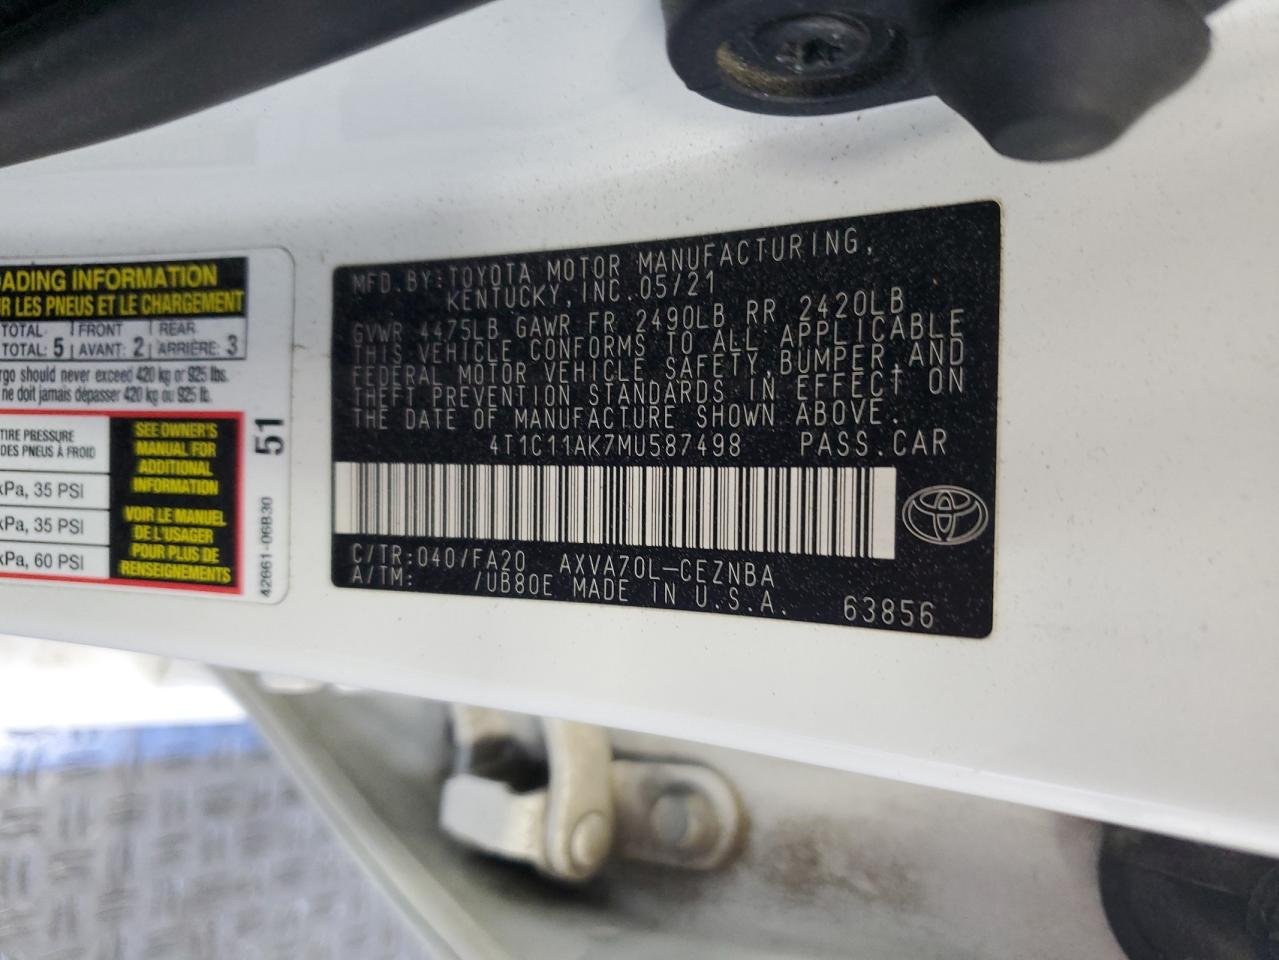 OADING INFORMATION
R LES PNEUS ET LE CHARGEMENT
TOTAL FRONT REAR
TOTAL: 5 AVANT: 2 ARRIÈRE: 3
rgo should never exceed 420 kg or 925 lbs.
ne doit jamais dépasser 420 kg ou 925 lb.
TIRE PRESSURE
DES PNEUS À FROID
kPa, 35 PSI
kPa, 35 PSI
kPa, 60 PSI
SEE OWNER'S
MANUAL FOR
ADDITIONAL
INFORMATION
VOIR LE MANUEL
DE L'USAGER
POUR PLUS DE
RENSEIGNEMENTS
51
42661-06B30
MFD.BY:TOYOTA MOTOR MANUFACTURING,
KENTUCKY,INC.05/21
GVWR 4475LB GAWR FR 2490LB RR 2420LB
THIS VEHICLE CONFORMS TO ALL APPLICABLE
FEDERAL MOTOR VEHICLE SAFETY,BUMPER,AND
THEFT PREVENTION STANDARDS IN EFFECT ON
THE DATE OF MANUFACTURE SHOWN ABOVE.
4T1C11AK7MU587498 PASS.CAR
C/TR:040/FA20 AXVA70L-CEZNBA
A/TM: /UB80E MADE IN U.S.A. 63856